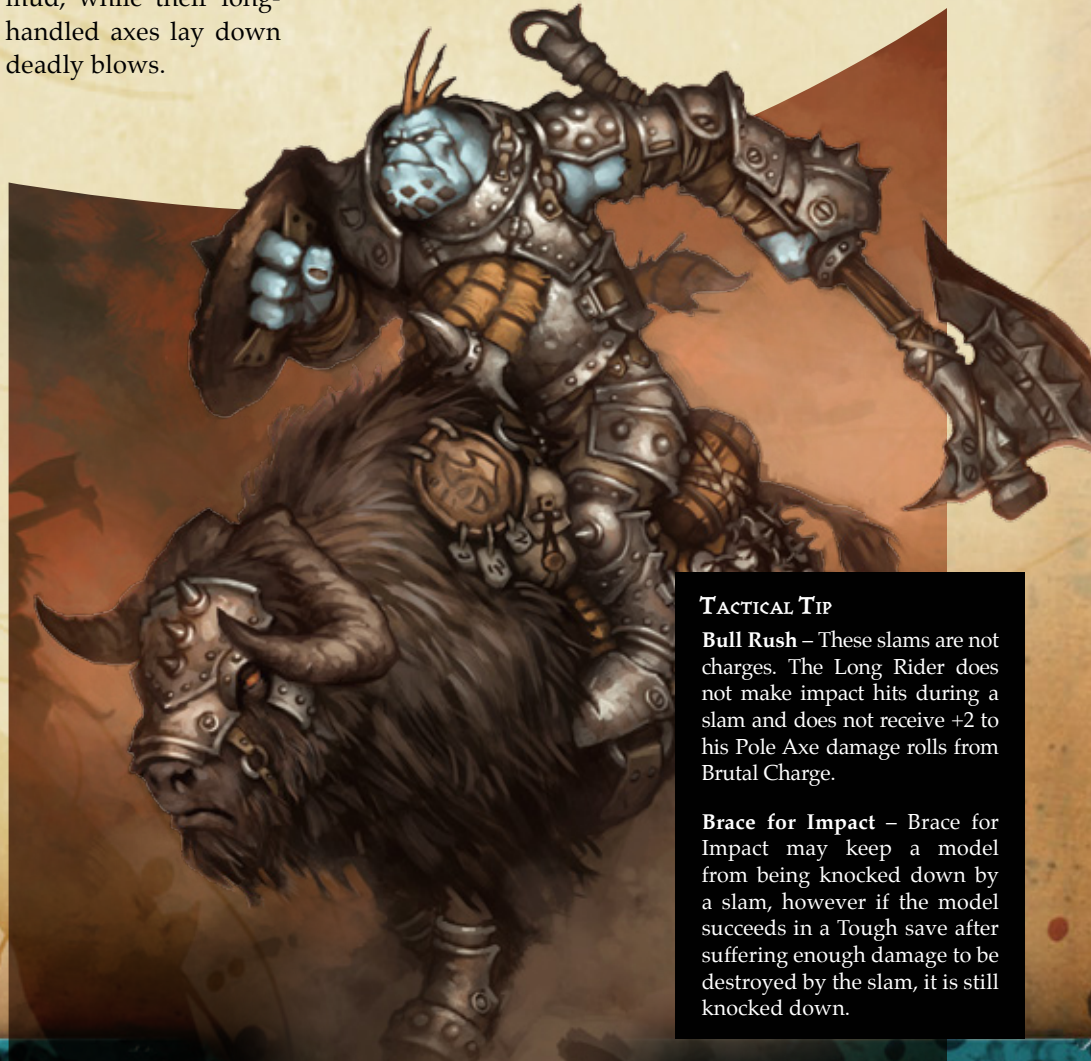 mud, while their long-
handled axes lay down
deadly blows.
Tactical Tip
Bull Rush – These slams are not
charges. The Long Rider does
not make impact hits during a
slam and does not receive +2 to
his Pole Axe damage rolls from
Brutal Charge.
Brace for Impact – Brace for
Impact may keep a model
from being knocked down by
a slam, however if the model
succeeds in a Tough save after
suffering enough damage to be
destroyed by the slam, it is still
knocked down.